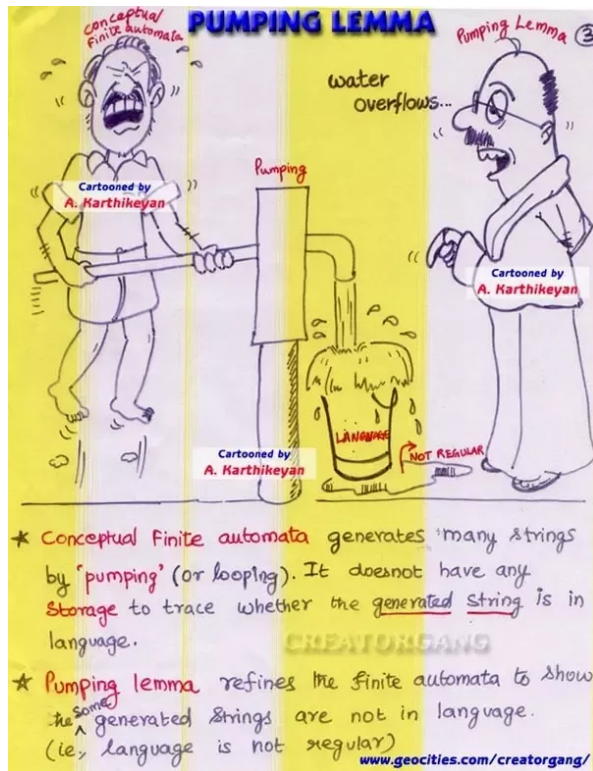 PUMPING LEMMA
conceptual
Finite automata
Pumping Lemma
3
water
overflows...
Pumping
Cartooned by
A. Karthikeyan
Cartooned by
A. Karthikeyan
LANGUAGE
NOT REGULAR
Cartooned by
A. Karthikeyan
* Conceptual Finite automata generates many strings
by 'pumping' (or looping). It doesnot have any
Storage to trace whether the generated string is in
language.
CREATORGANG
* Pumping lemma refines the finite automata to show
the some generated strings are not in language.
(ie, language is not regular)
www.geocities.com/creatorgang/